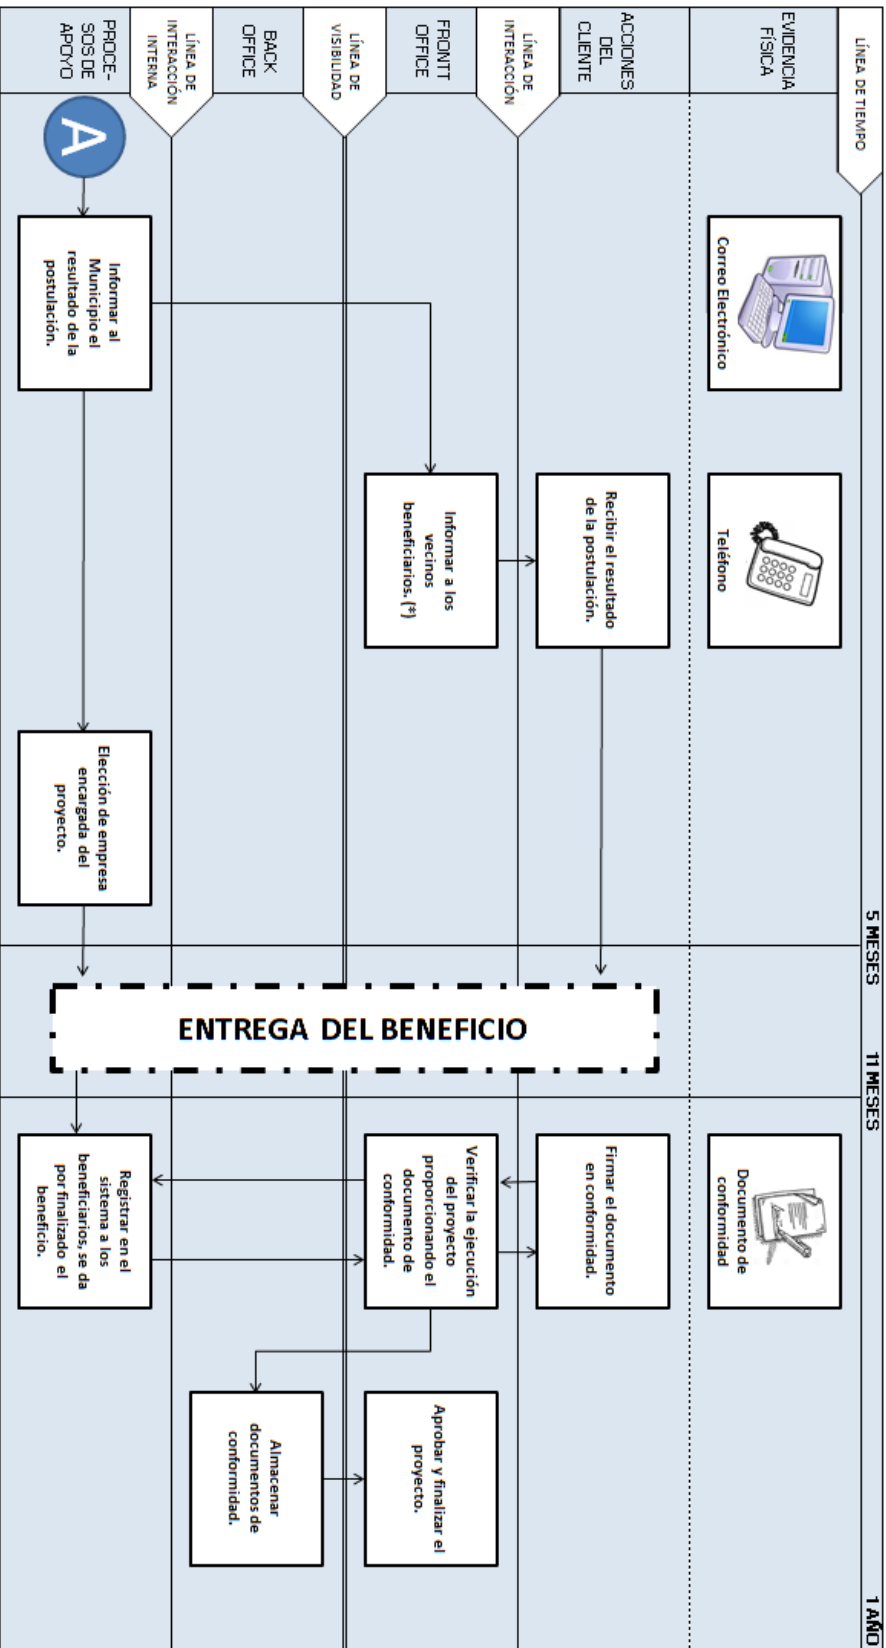 LÍNEA DE TIEMPO
5 MESES
11 MESES
1 AÑO
EVIDENCIA
FÍSICA
Correo Electrónico
Teléfono
Documento de
conformidad
ACCIONES
DEL
CLIENTE
Recibir el resultado
de la postulación.
Firmar el documento
en conformidad.
LÍNEA DE
INTERACCIÓN
FRONTT
OFFICE
Informar a los
vecinos
beneficiarios. (*)
Verificar la ejecución
del proyecto
proporcionando el
documento de
conformidad.
Aprobar y finalizar el
proyecto.
LÍNEA DE
VISIBILIDAD
BACK
OFFICE
Almacenar
documentos de
conformidad.
LÍNEA DE
INTERACCIÓN
INTERNA
PROCE-
SOS DE
APOYO
A
Informar al
Municipio el
resultado de la
postulación.
Elección de empresa
encargada del
proyecto.
ENTREGA DEL BENEFICIO
Registrar en el
sistema a los
beneficiarios, se da
por finalizado el
beneficio.